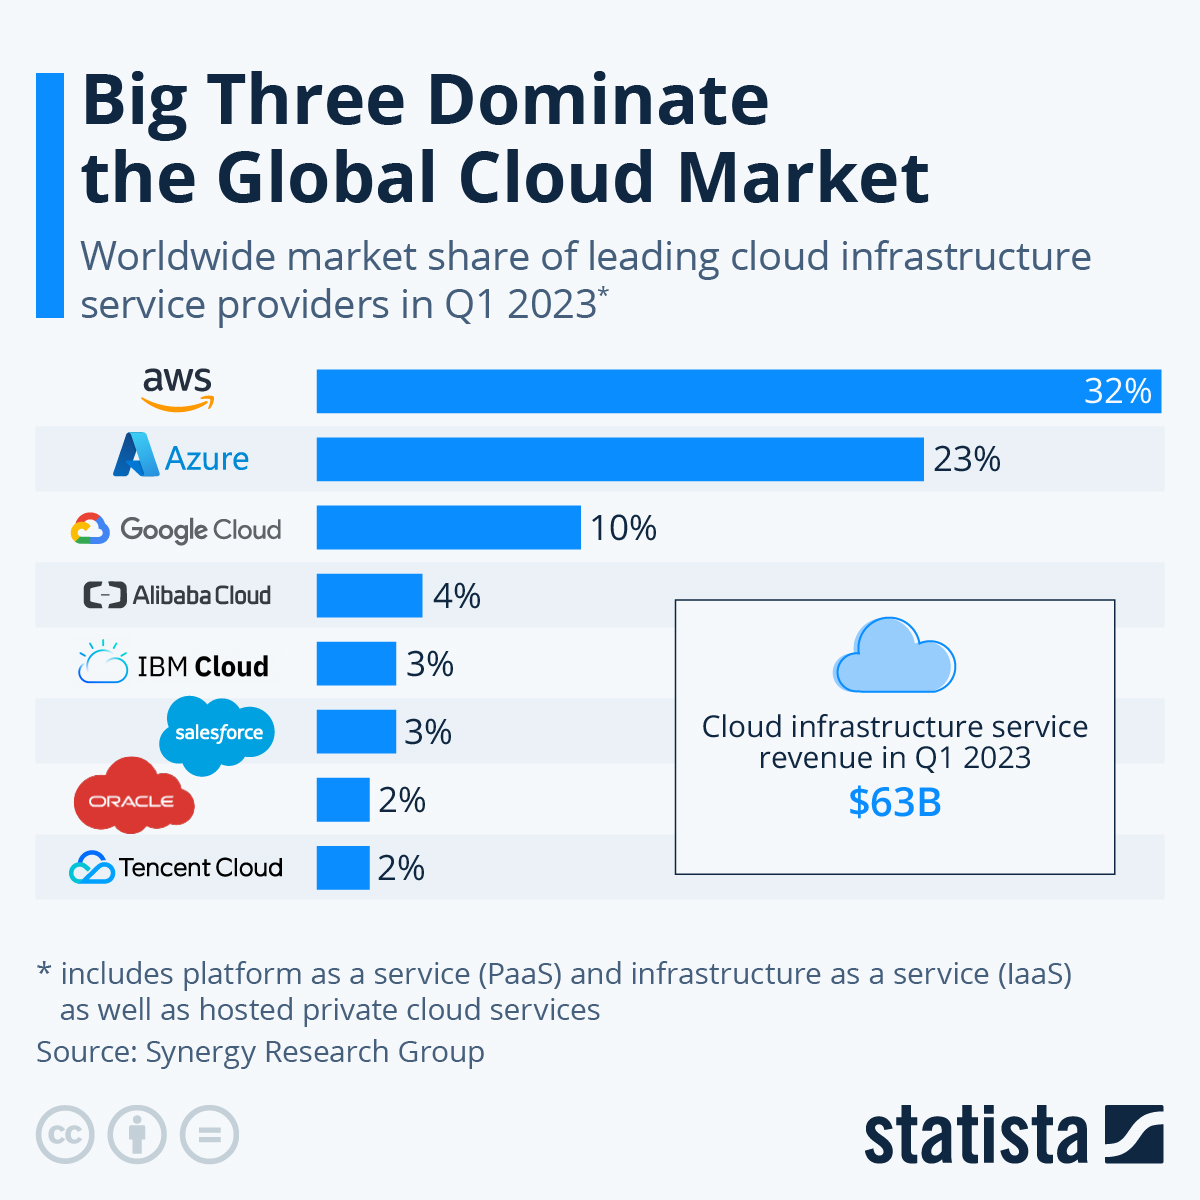 Big Three Dominate
the Global Cloud Market
Worldwide market share of leading cloud infrastructure
service providers in Q1 2023*
aws
32%
Azure
23%
Google Cloud
10%
Alibaba Cloud
4%
IBM Cloud
3%
salesforce
3%
ORACLE
2%
Tencent Cloud
2%
Cloud infrastructure service
revenue in Q1 2023
$63B
* includes platform as a service (PaaS) and infrastructure as a service (IaaS)
as well as hosted private cloud services
Source: Synergy Research Group
cc
statista